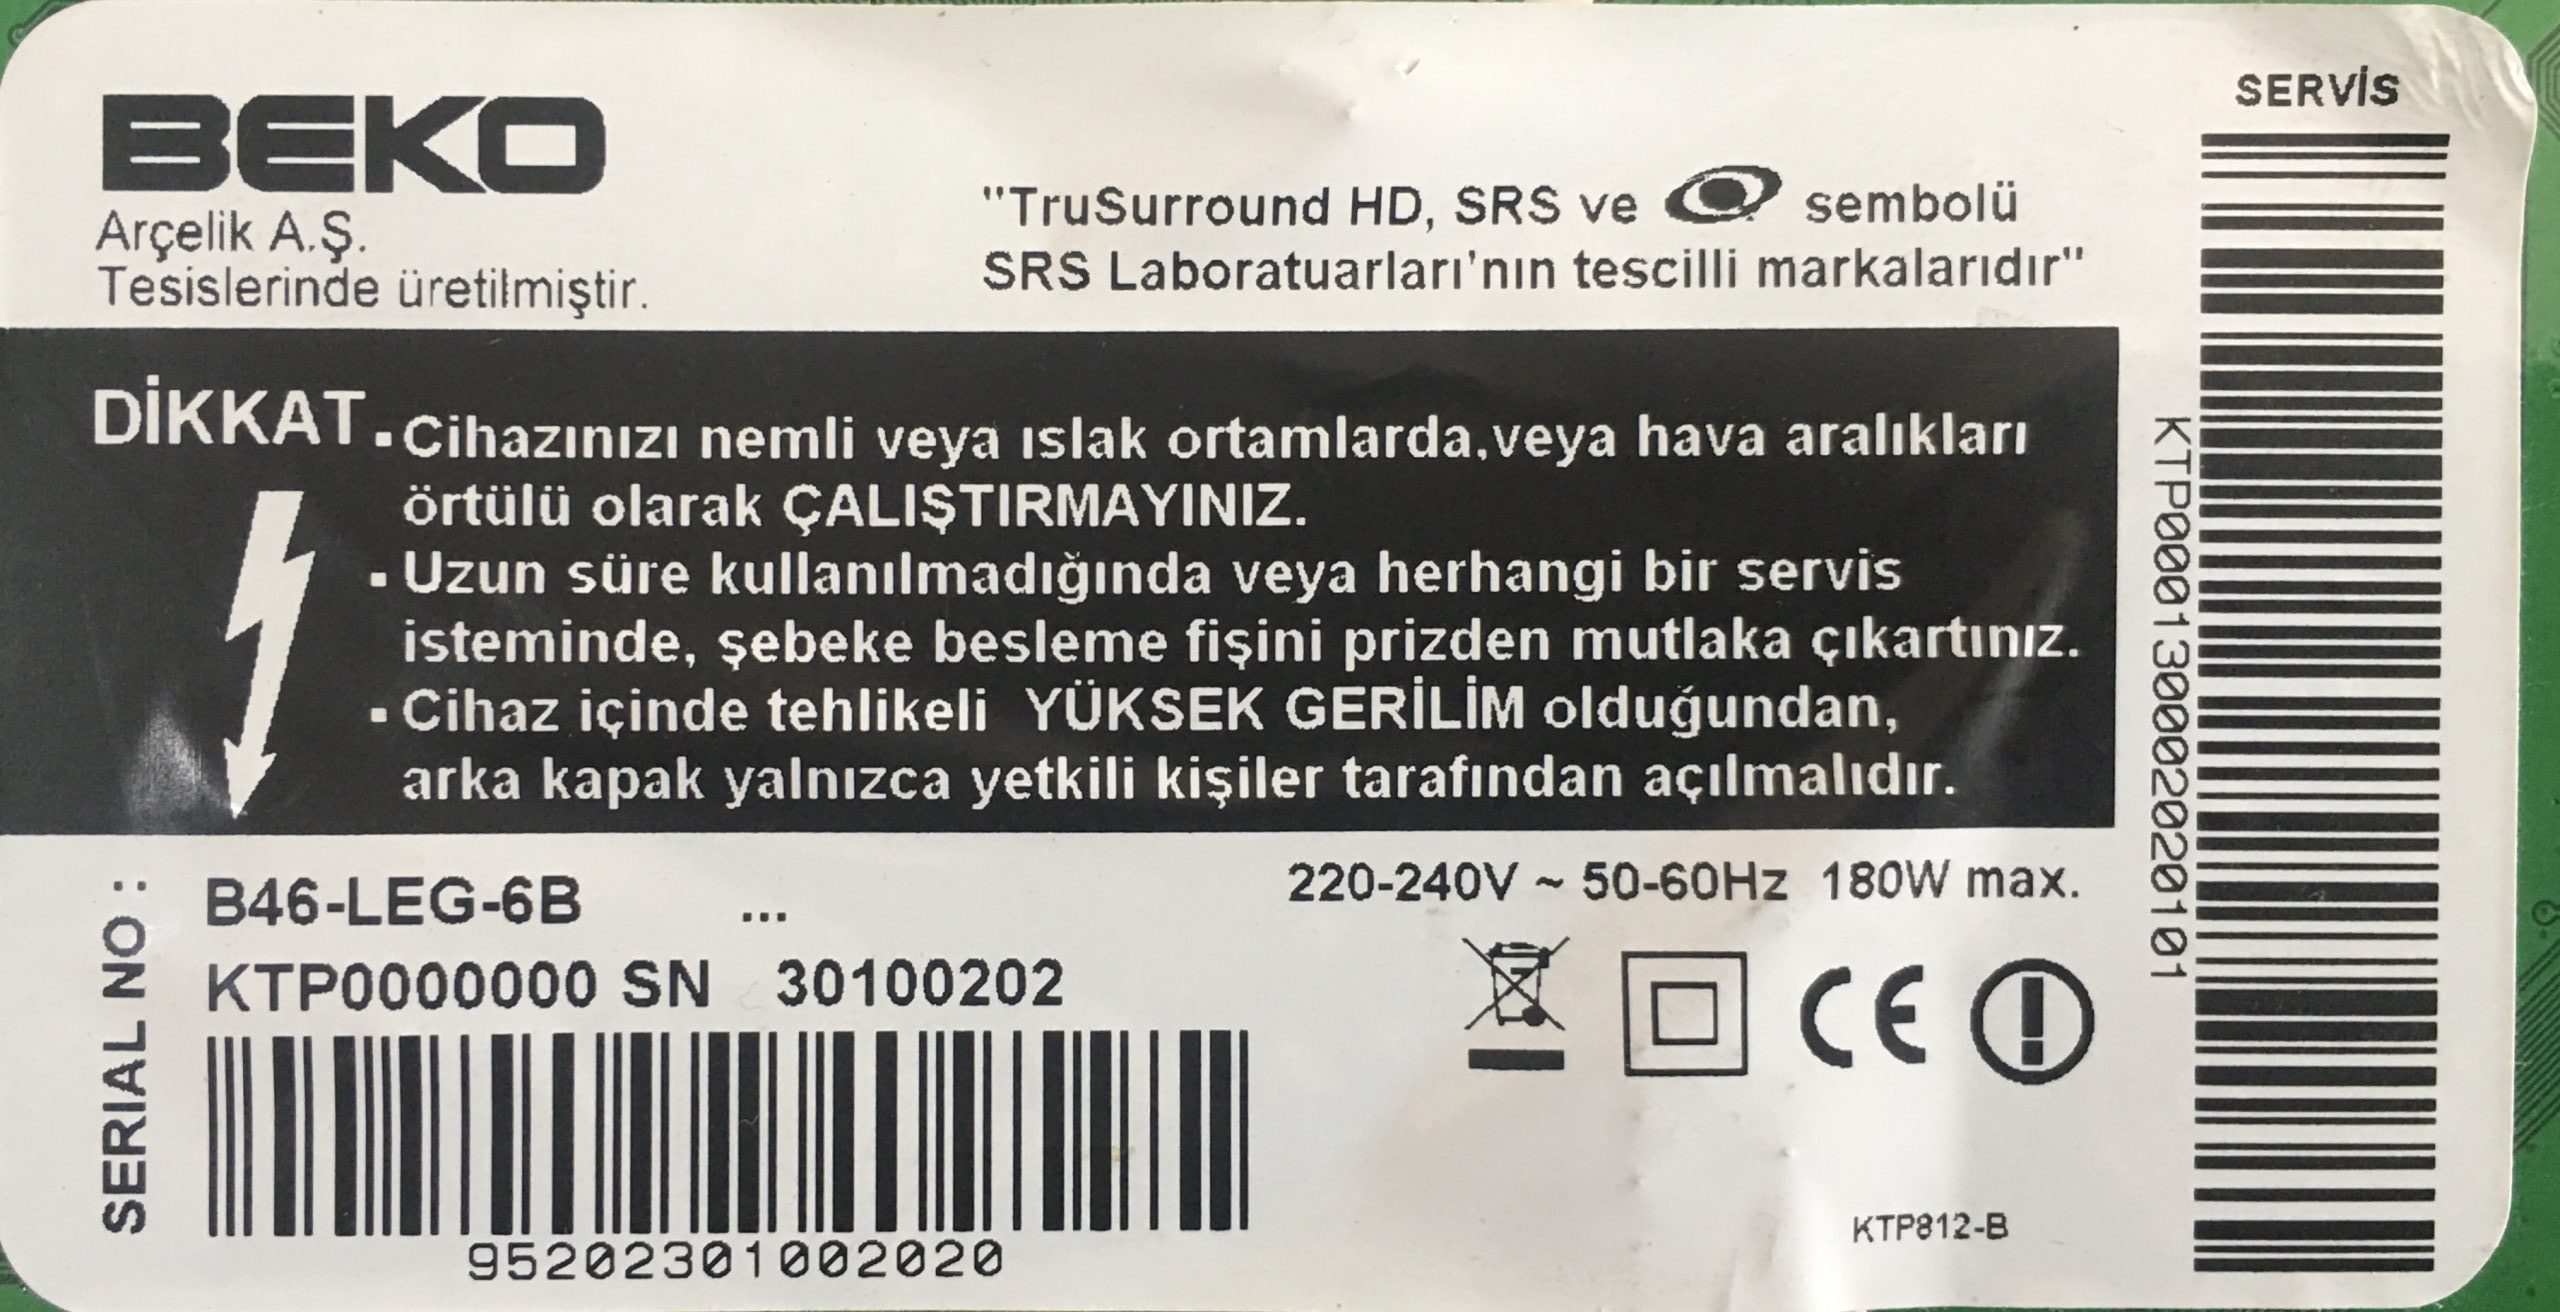 BEKO
Arçelik A.Ş.
Tesislerinde üretilmiştir.
"TruSurround HD, SRS ve sembolü
SRS Laboratuarları'nın tescilli markalarıdır"
SERVİS
DİKKAT
▪ Cihazınızı nemli veya ıslak ortamlarda,veya hava aralıkları
örtülü olarak ÇALIŞTIRMAYINIZ.
▪ Uzun süre kullanılmadığında veya herhangi bir servis
isteminde, şebeke besleme fişini prizden mutlaka çıkartınız.
▪ Cihaz içinde tehlikeli YÜKSEK GERİLİM olduğundan,
arka kapak yalnızca yetkili kişiler tarafından açılmalıdır.
KTP000130002020101
SERIAL NO :
B46-LEG-6B ...
KTP0000000 SN 30100202
95202301002020
220-240V ~ 50-60Hz 180W max.
CE
KTP812-B